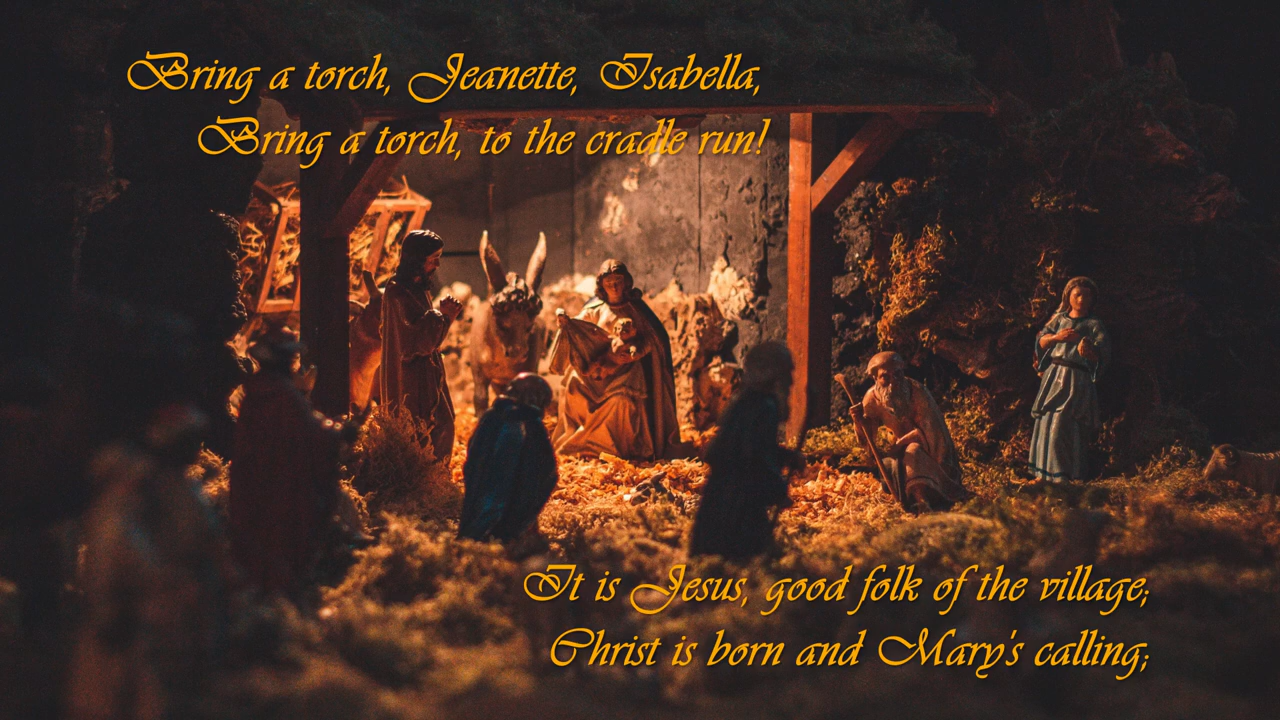 Bring a torch, Jeanette, Isabella,
Bring a torch, to the cradle run!
It is Jesus, good folk of the village;
Christ is born and Mary's calling;